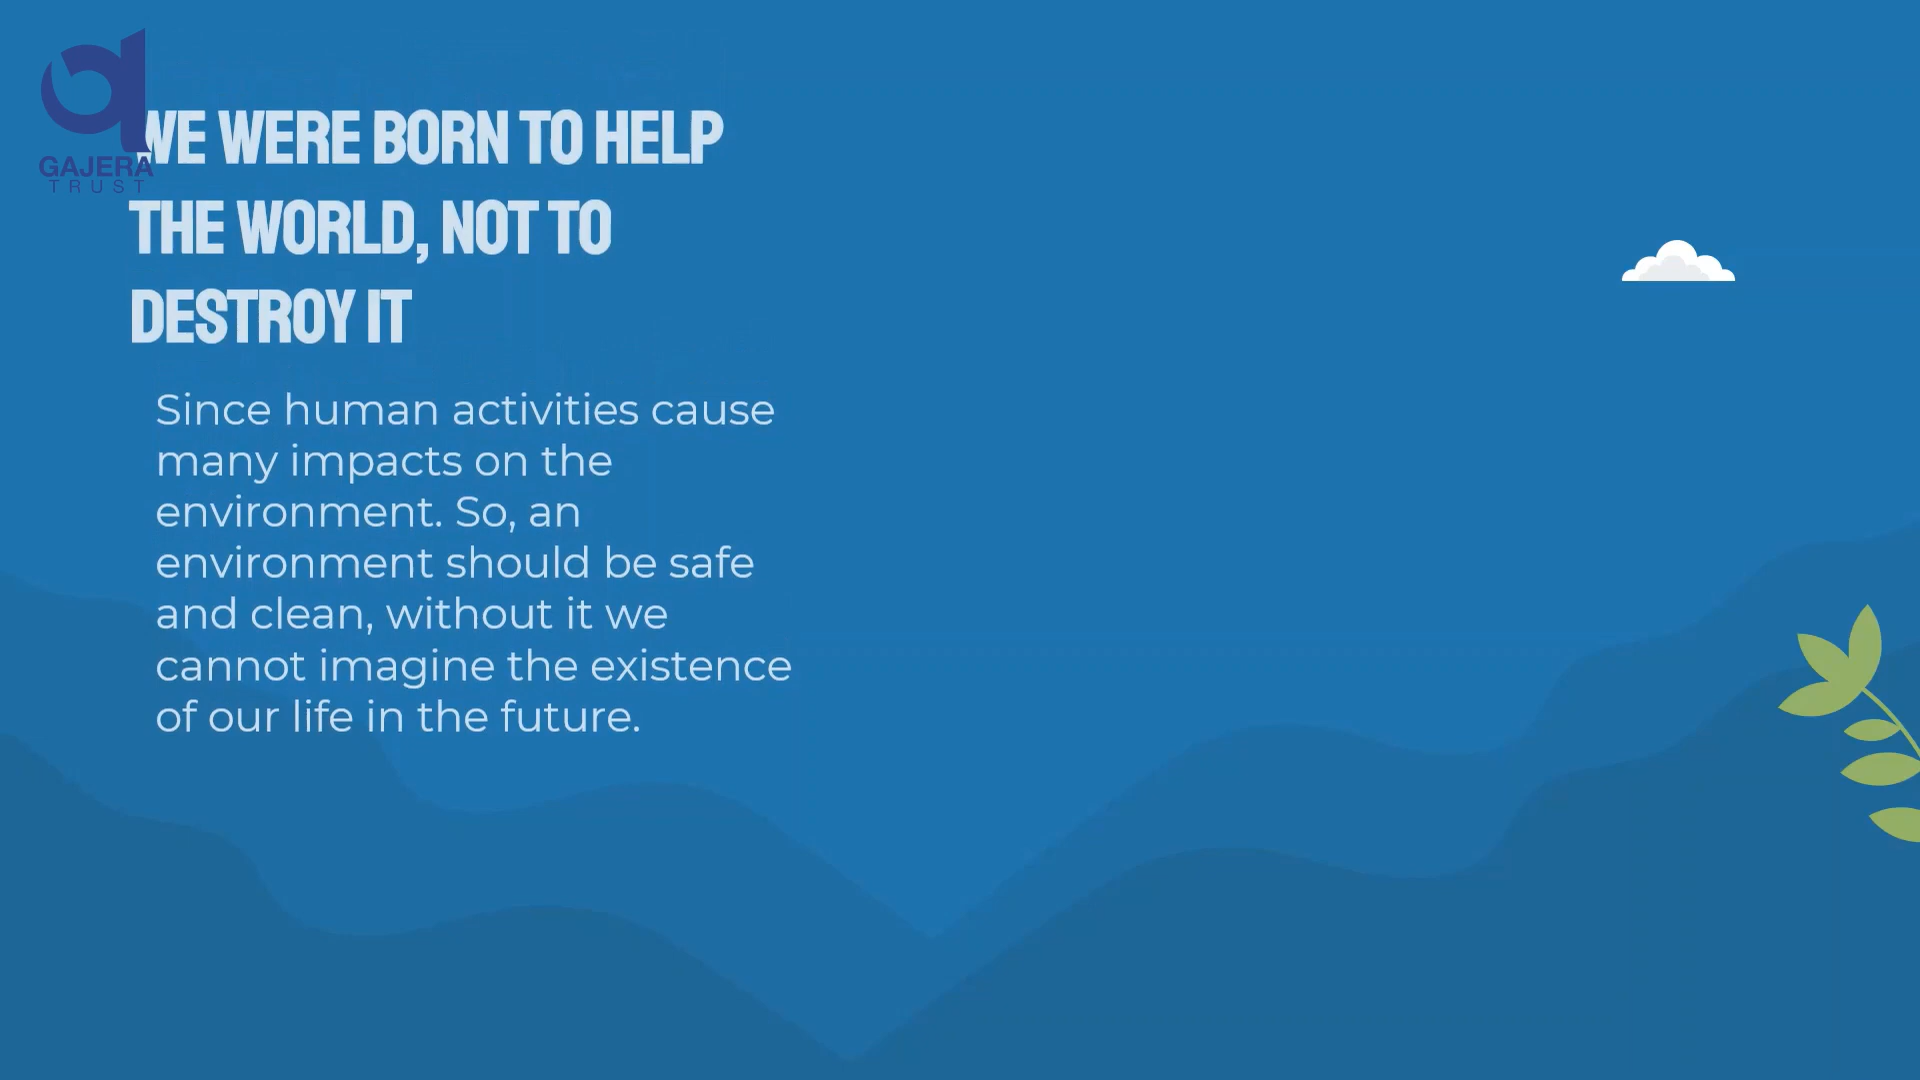 GAJERA
TRUST
WE WERE BORN TO HELP
THE WORLD, NOT TO
DESTROY IT
Since human activities cause
many impacts on the
environment. So, an
environment should be safe
and clean, without it we
cannot imagine the existence
of our life in the future.